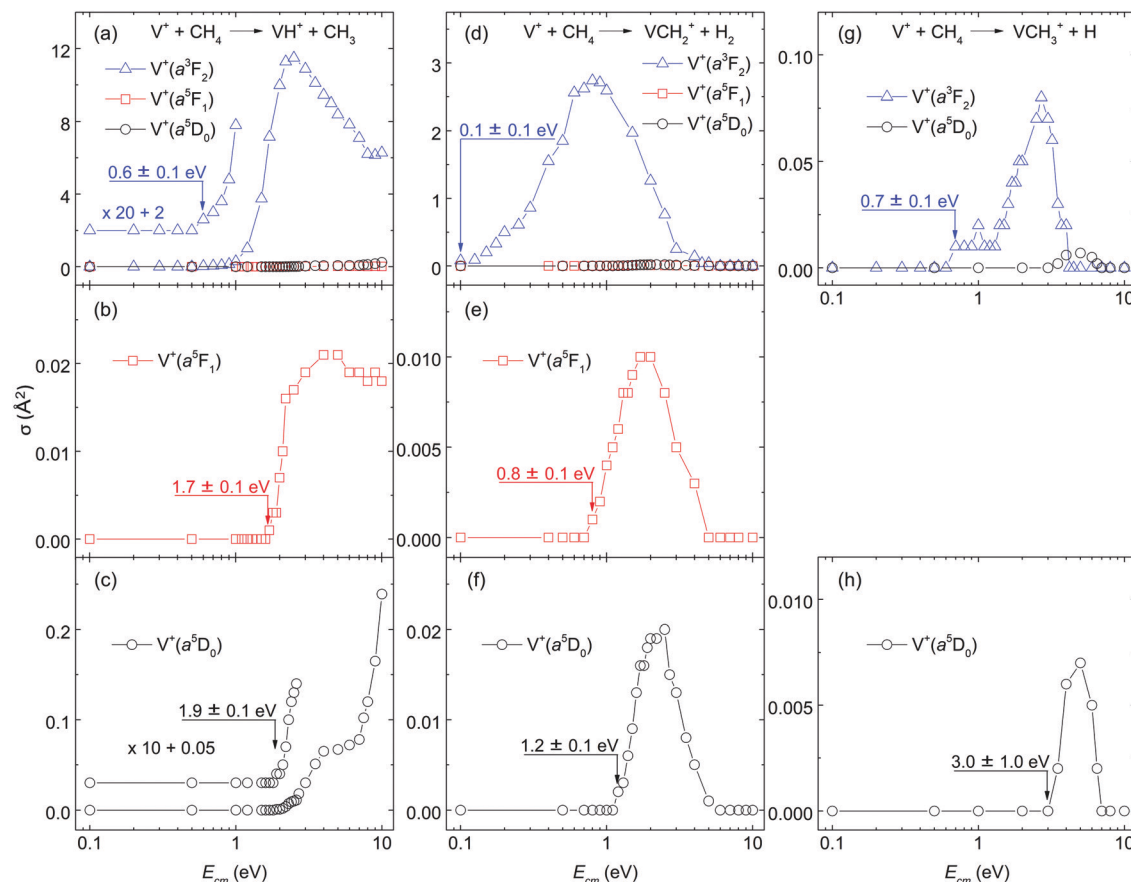 (a) V⁺ + CH₄ ⟶ VH⁺ + CH₃
V⁺(a³F₂)
V⁺(a⁵F₁)
V⁺(a⁵D₀)
0.6 ± 0.1 eV
x 20 + 2
12
8
4
0
(d) V⁺ + CH₄ ⟶ VCH₂⁺ + H₂
V⁺(a³F₂)
V⁺(a⁵F₁)
V⁺(a⁵D₀)
0.1 ± 0.1 eV
3
2
1
0
(g) V⁺ + CH₄ ⟶ VCH₃⁺ + H
V⁺(a³F₂)
V⁺(a⁵D₀)
0.7 ± 0.1 eV
0.10
0.05
0.00
0.1 1 10
(b)
V⁺(a⁵F₁)
1.7 ± 0.1 eV
0.02
0.01
0.00
σ (Å²)
(e)
V⁺(a⁵F₁)
0.8 ± 0.1 eV
0.010
0.005
0.000
(c)
V⁺(a⁵D₀)
1.9 ± 0.1 eV
x 10 + 0.05
0.2
0.1
0.0
0.1 1 10
E_cm (eV)
(f)
V⁺(a⁵D₀)
1.2 ± 0.1 eV
0.02
0.01
0.00
0.1 1 10
E_cm (eV)
(h)
V⁺(a⁵D₀)
3.0 ± 1.0 eV
0.010
0.005
0.000
0.1 1 10
E_cm (eV)